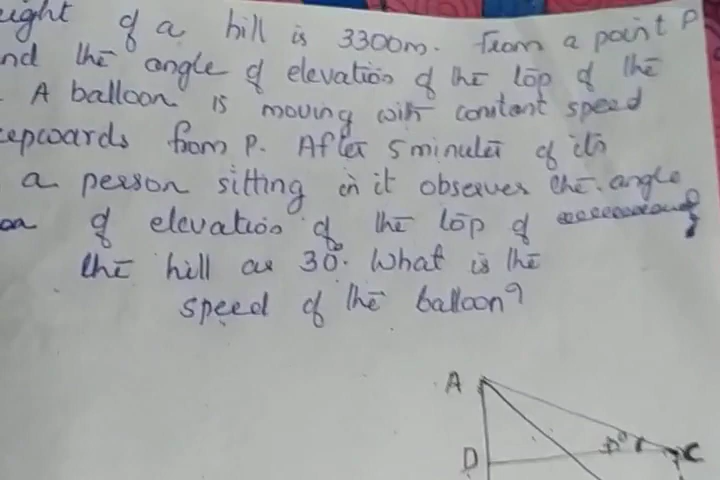 ight of a hill is 3300m. From a point P
nd the angle of elevation of the top of the
. A balloon is moving with constant speed
upwards from P. After 5 minutes of its
a person sitting in it observes the angle
of elevation of the top of
the hill as 30°. What is the
speed of the balloon?
A
D
C